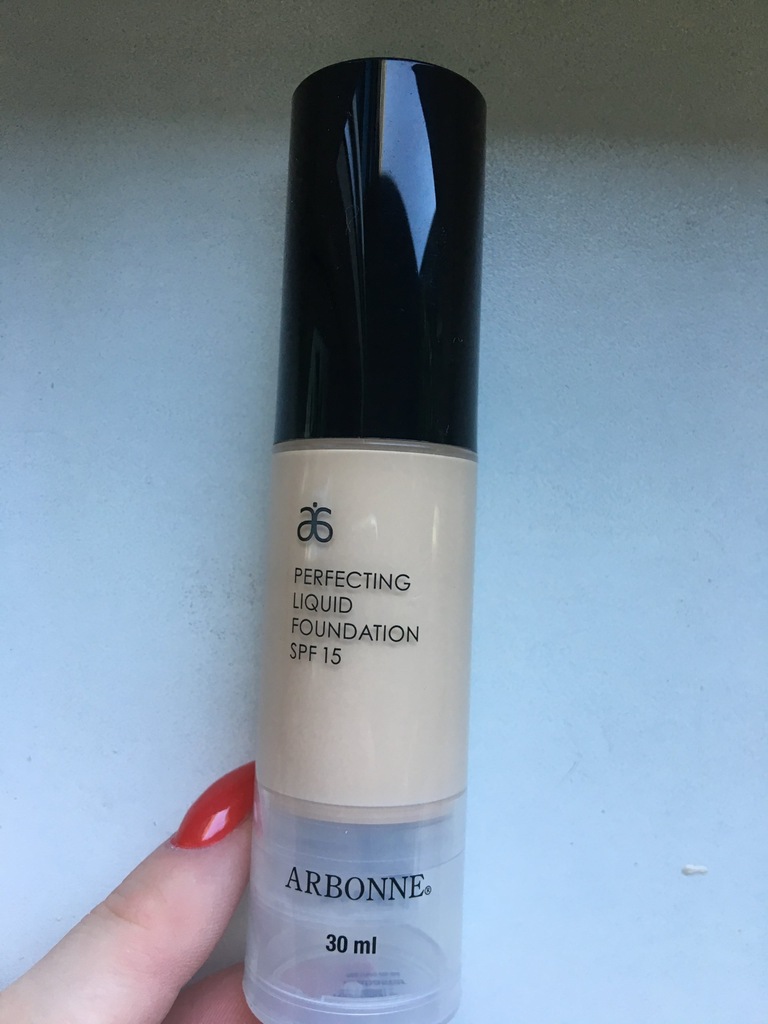 PERFECTING
LIQUID
FOUNDATION
SPF 15
ARBONNE®
30 ml